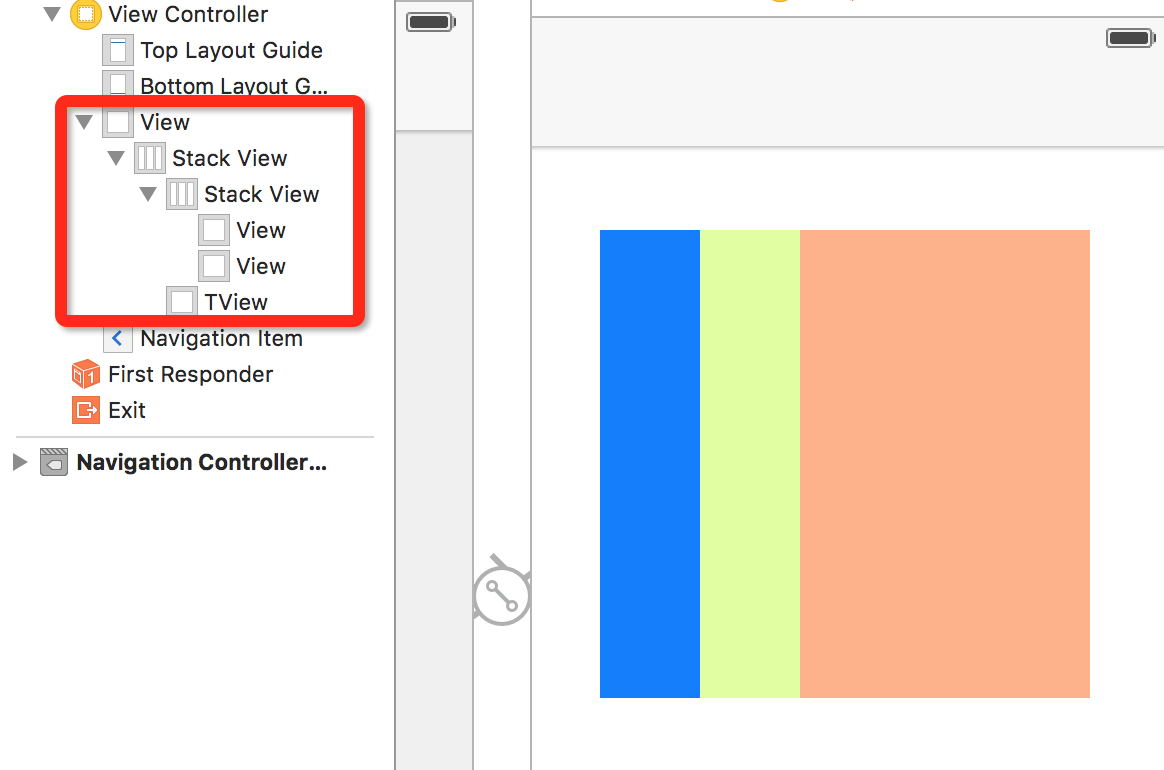 View Controller
Top Layout Guide
Bottom Layout G...
View
Stack View
Stack View
View
View
TView
Navigation Item
First Responder
Exit
Navigation Controller...